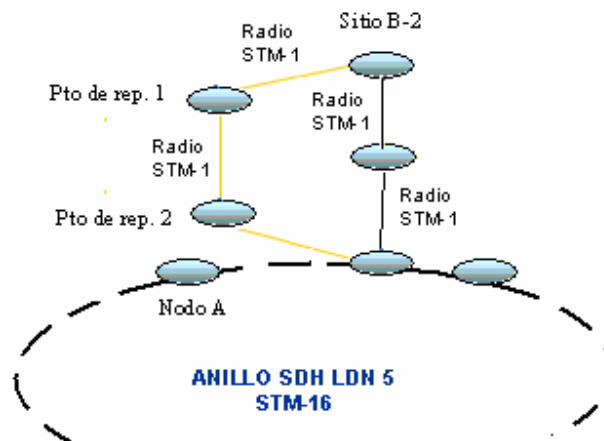 Sitio B-2
Radio
STM-1
Pto de rep. 1
Radio
STM-1
Radio
STM-1
Radio
STM-1
Pto de rep. 2
Nodo A
ANILLO SDH LDN 5
STM-16